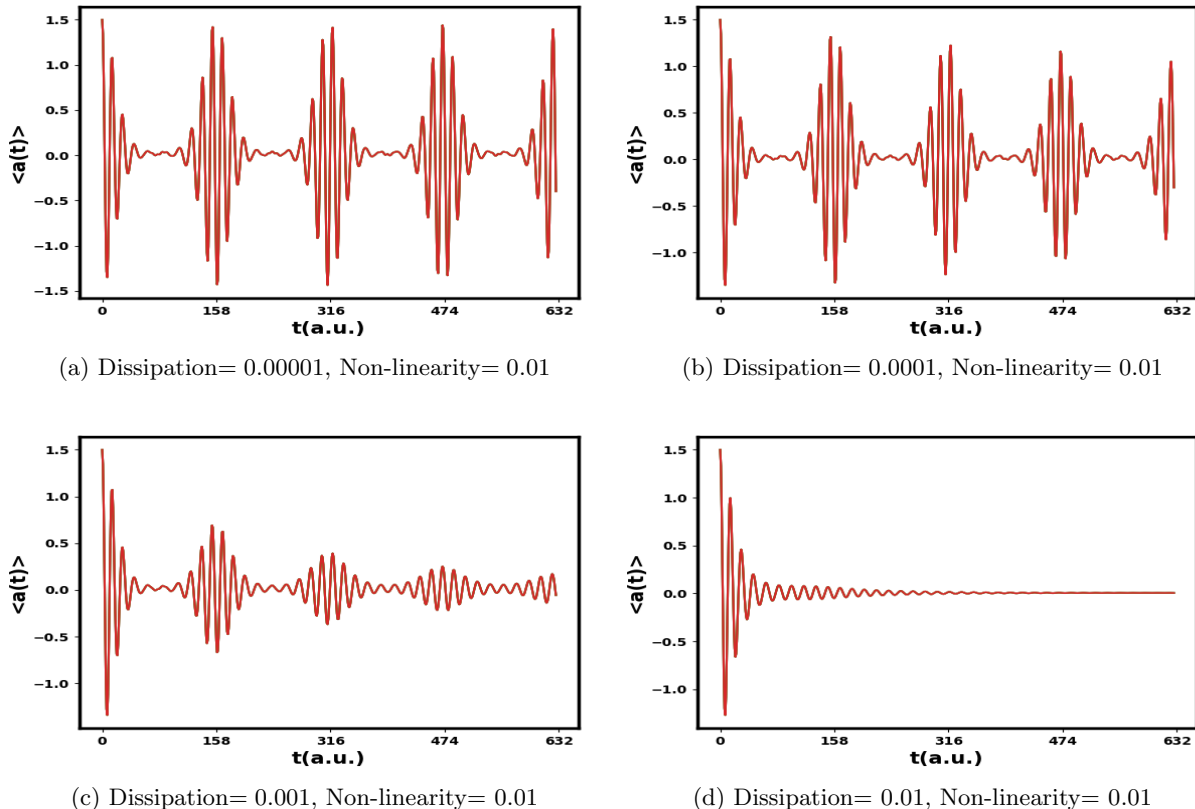 1.5
1.0
0.5
0.0
−0.5
−1.0
−1.5
<a(t)>
0 158 316 474 632
t(a.u.)
(a) Dissipation= 0.00001, Non-linearity= 0.01
1.5
1.0
0.5
0.0
−0.5
−1.0
<a(t)>
0 158 316 474 632
t(a.u.)
(b) Dissipation= 0.0001, Non-linearity= 0.01
1.5
1.0
0.5
0.0
−0.5
−1.0
<a(t)>
0 158 316 474 632
t(a.u.)
(c) Dissipation= 0.001, Non-linearity= 0.01
1.5
1.0
0.5
0.0
−0.5
−1.0
<a(t)>
0 158 316 474 632
t(a.u.)
(d) Dissipation= 0.01, Non-linearity= 0.01